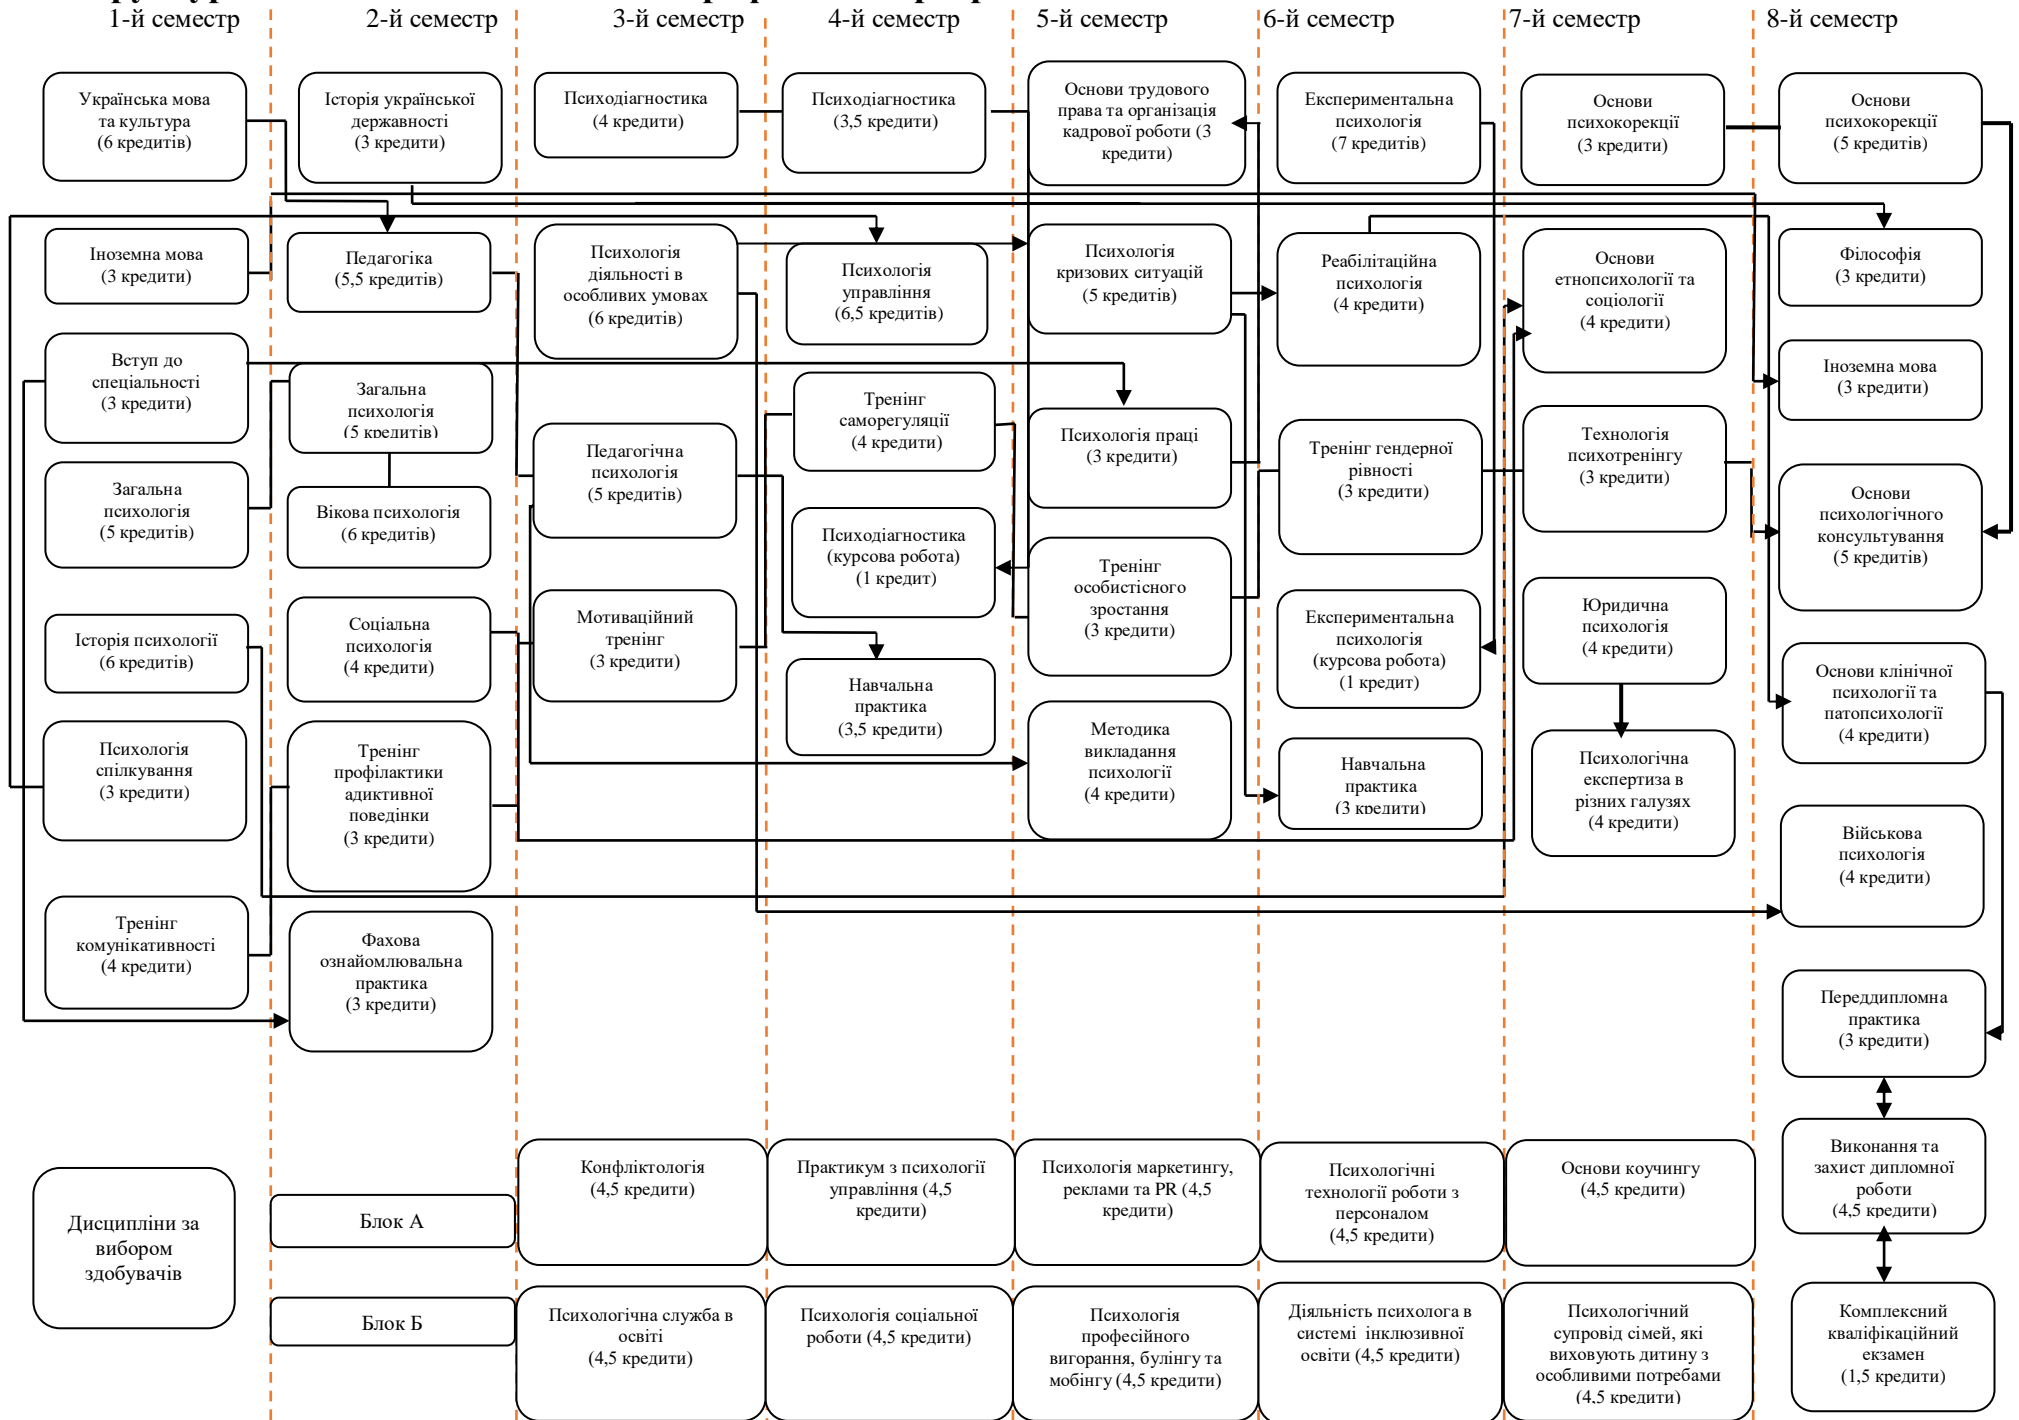 1-й семестр
2-й семестр
3-й семестр
4-й семестр
5-й семестр
6-й семестр
7-й семестр
8-й семестр
Українська мова
та культура
(6 кредитів)
Історія української
державності
(3 кредити)
Психодіагностика
(4 кредити)
Психодіагностика
(3,5 кредити)
Основи трудового
права та організація
кадрової роботи (3
кредити)
Експериментальна
психологія
(7 кредитів)
Основи
психокорекції
(3 кредити)
Основи
психокорекції
(5 кредитів)
Іноземна мова
(3 кредити)
Педагогіка
(5,5 кредитів)
Психологія
діяльності в
особливих умовах
(6 кредитів)
Психологія
управління
(6,5 кредитів)
Психологія
кризових ситуацій
(5 кредитів)
Реабілітаційна
психологія
(4 кредити)
Основи
етнопсихології та
соціології
(4 кредити)
Філософія
(3 кредити)
Вступ до
спеціальності
(3 кредити)
Загальна
психологія
(5 кредитів)
Тренінг
саморегуляції
(4 кредити)
Іноземна мова
(3 кредити)
Загальна
психологія
(5 кредитів)
Вікова психологія
(6 кредитів)
Педагогічна
психологія
(5 кредитів)
Психодіагностика
(курсова робота)
(1 кредит)
Психологія праці
(3 кредити)
Тренінг гендерної
рівності
(3 кредити)
Технологія
психотренінгу
(3 кредити)
Основи
психологічного
консультування
(5 кредитів)
Історія психології
(6 кредитів)
Соціальна
психологія
(4 кредити)
Мотиваційний
тренінг
(3 кредити)
Навчальна
практика
(3,5 кредити)
Тренінг
особистісного
зростання
(3 кредити)
Експериментальна
психологія
(курсова робота)
(1 кредит)
Юридична
психологія
(4 кредити)
Основи клінічної
психології та
патопсихології
(4 кредити)
Психологія
спілкування
(3 кредити)
Тренінг
профілактики
адиктивної
поведінки
(3 кредити)
Методика
викладання
психології
(4 кредити)
Навчальна
практика
(3 кредити)
Психологічна
експертиза в
різних галузях
(4 кредити)
Військова
психологія
(4 кредити)
Тренінг
комунікативності
(4 кредити)
Фахова
ознайомлювальна
практика
(3 кредити)
Переддипломна
практика
(3 кредити)
Виконання та
захист дипломної
роботи
(4,5 кредити)
Дисципліни за
вибором
здобувачів
Блок А
Конфліктологія
(4,5 кредити)
Практикум з психології
управління (4,5
кредити)
Психологія маркетингу,
реклами та PR (4,5
кредити)
Психологічні
технології роботи з
персоналом
(4,5 кредити)
Основи коучингу
(4,5 кредити)
Блок Б
Психологічна служба в
освіті
(4,5 кредити)
Психологія соціальної
роботи (4,5 кредити)
Психологія
професійного
вигорання, булінгу та
мобінгу (4,5 кредити)
Діяльність психолога в
системі інклюзивної
освіти (4,5 кредити)
Психологічний
супровід сімей, які
виховують дитину з
особливими потребами
(4,5 кредити)
Комплексний
кваліфікаційний
екзамен
(1,5 кредити)